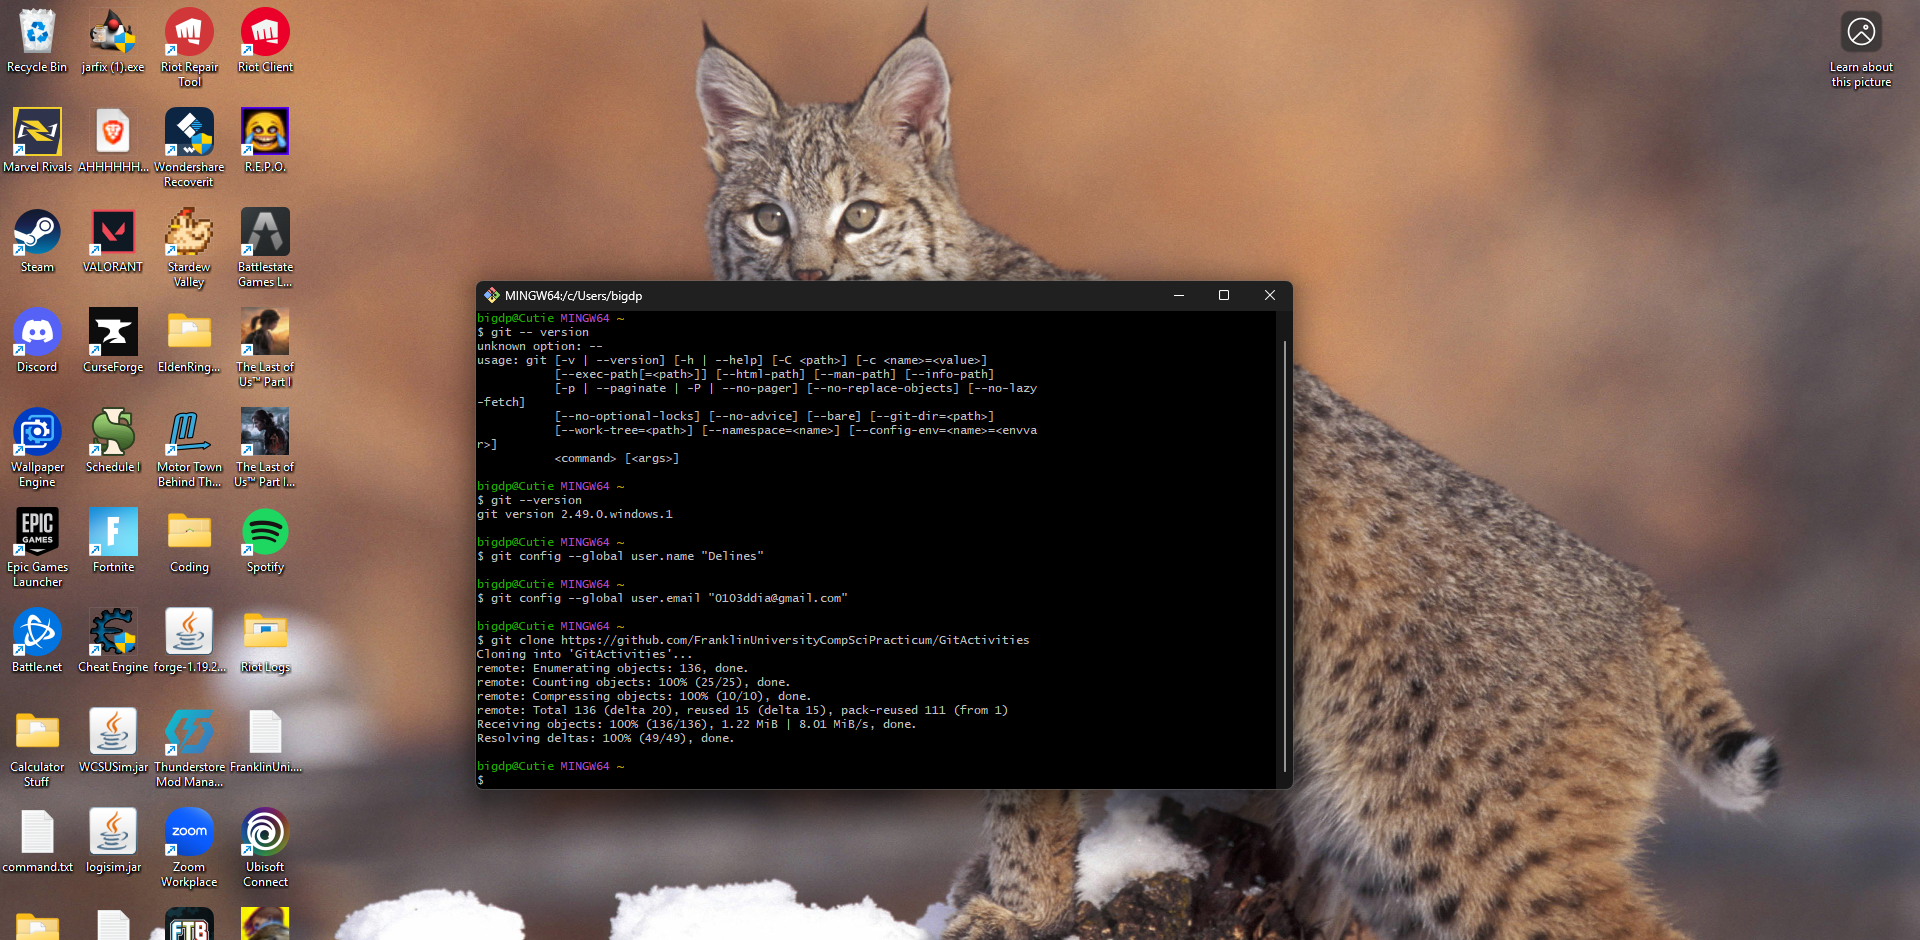 Recycle Bin
jarfix (1).exe
Riot Repair
Tool
Riot Client
Learn about
this picture
Marvel Rivals
AHHHHHH...
Wondershare
Recoverit
R.E.P.O.
Steam
VALORANT
Stardew
Valley
Battlestate
Games L...
Discord
CurseForge
EldenRing...
The Last of
Us™ Part I
Wallpaper
Engine
Schedule I
Motor Town
Behind Th...
The Last of
Us™ Part I...
EPIC
GAMES
Epic Games
Launcher
F
Fortnite
Coding
Spotify
Battle.net
Cheat Engine
forge-1.19.2...
Riot Logs
Calculator
Stuff
WCSUSim.jar
Thunderstore
Mod Mana...
FranklinUni....
command.txt
logisim.jar
zoom
Zoom
Workplace
Ubisoft
Connect
FTB
MINGW64:/c/Users/bigdp
bigdp@Cutie MINGW64 ~
$ git -- version
unknown option: --
usage: git [-v | --version] [-h | --help] [-C <path>] [-c <name>=<value>]
[--exec-path[=<path>]] [--html-path] [--man-path] [--info-path]
[-p | --paginate | -P | --no-pager] [--no-replace-objects] [--no-lazy
-fetch]
[--no-optional-locks] [--no-advice] [--bare] [--git-dir=<path>]
[--work-tree=<path>] [--namespace=<name>] [--config-env=<name>=<envva
r>]
<command> [<args>]
bigdp@Cutie MINGW64 ~
$ git --version
git version 2.49.0.windows.1
bigdp@Cutie MINGW64 ~
$ git config --global user.name "Delines"
bigdp@Cutie MINGW64 ~
$ git config --global user.email "0103ddia@gmail.com"
bigdp@Cutie MINGW64 ~
$ git clone https://github.com/FranklinUniversityCompSciPracticum/GitActivities
Cloning into 'GitActivities'...
remote: Enumerating objects: 136, done.
remote: Counting objects: 100% (25/25), done.
remote: Compressing objects: 100% (10/10), done.
remote: Total 136 (delta 20), reused 15 (delta 15), pack-reused 111 (from 1)
Receiving objects: 100% (136/136), 1.22 MiB | 8.01 MiB/s, done.
Resolving deltas: 100% (49/49), done.
bigdp@Cutie MINGW64 ~
$